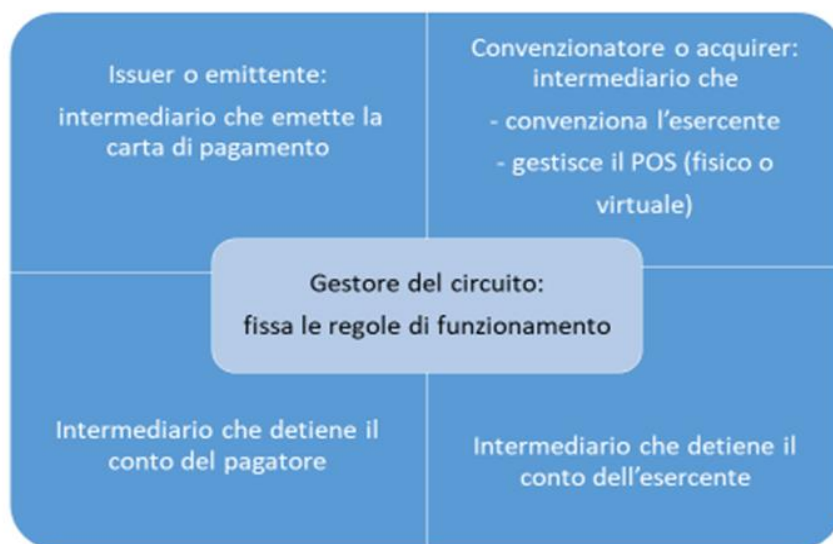 Issuer o emittente:
intermediario che emette la
carta di pagamento
Convenzionatore o acquirer:
intermediario che
- convenziona l'esercente
- gestisce il POS (fisico o
virtuale)
Gestore del circuito:
fissa le regole di funzionamento
Intermediario che detiene il
conto del pagatore
Intermediario che detiene il
conto dell'esercente